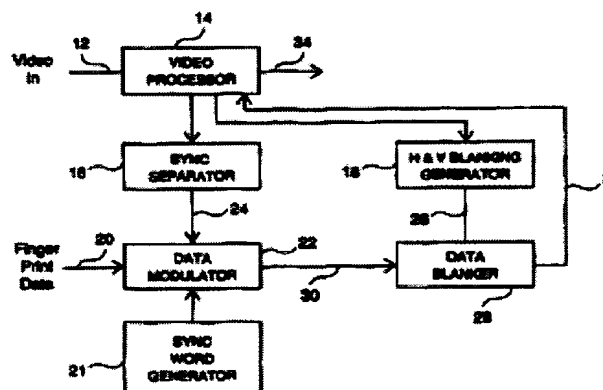 14
12
34
Video
In
VIDEO
PROCESSOR
16
SYNC
SEPARATOR
18
H & V BLANKING
GENERATOR
24
26
Finger
Print
Data
20
DATA
MODULATOR
22
30
DATA
BLANKER
28
21
SYNC
WORD
GENERATOR